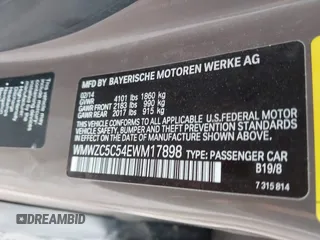 MFD. BY BAYERISCHE MOTOREN WERKE AG
02/14
GVWR 4101 lbs 1860 kg
GAWR FRONT 2183 lbs 990 kg
GAWR REAR 2017 lbs 915 kg
THIS VEHICLE CONFORMS TO ALL
APPLICABLE U.S.FEDERAL MOTOR
VEHICLE SAFETY, BUMPER, AND THEFT
PREVENTION STANDARDS IN EFFECT ON
THE DATE OF MANUFACTURE SHOWN ABOVE.
WMWZC5C54EWM17898 TYPE: PASSENGER CAR
B19/8
7 315 814
DREAMBID